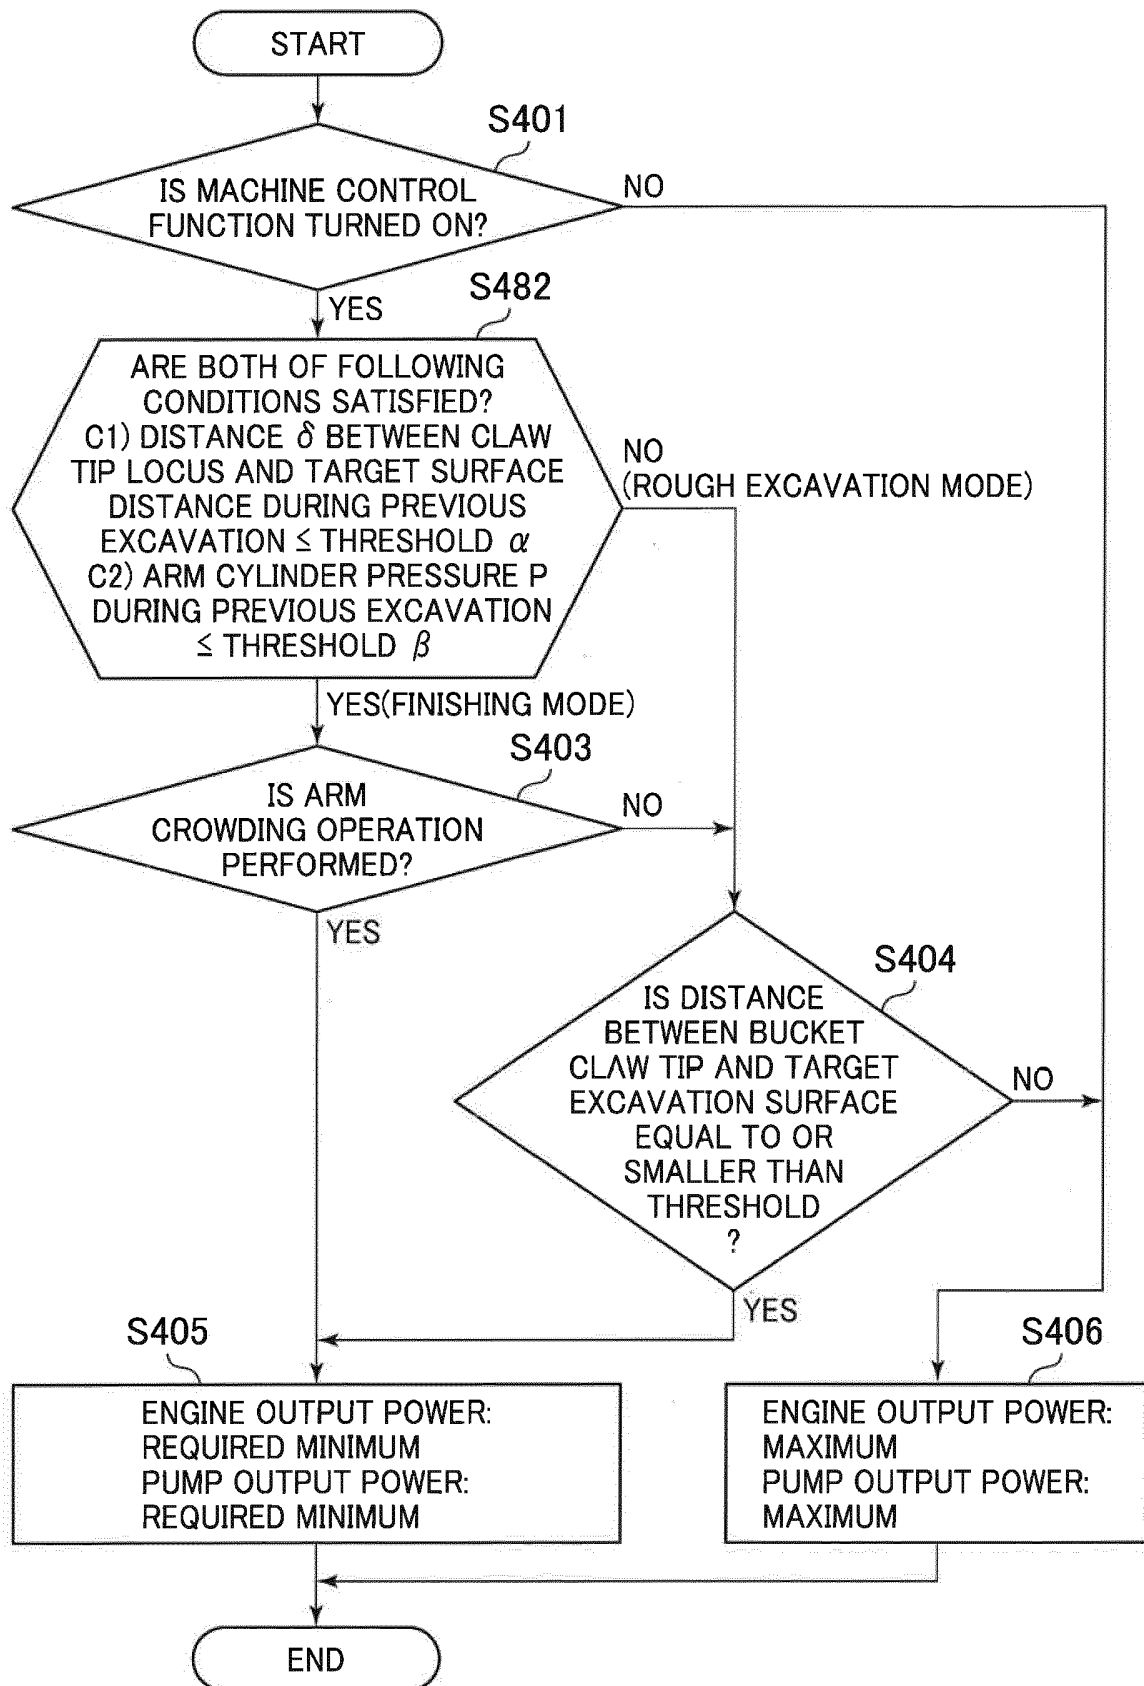 START
S401
IS MACHINE CONTROL
FUNCTION TURNED ON?
NO
YES
S482
ARE BOTH OF FOLLOWING
CONDITIONS SATISFIED?
C1) DISTANCE δ BETWEEN CLAW
TIP LOCUS AND TARGET SURFACE
DISTANCE DURING PREVIOUS
EXCAVATION ≤ THRESHOLD α
C2) ARM CYLINDER PRESSURE P
DURING PREVIOUS EXCAVATION
≤ THRESHOLD β
NO
(ROUGH EXCAVATION MODE)
YES(FINISHING MODE)
S403
IS ARM
CROWDING OPERATION
PERFORMED?
NO
YES
S404
IS DISTANCE
BETWEEN BUCKET
CLAW TIP AND TARGET
EXCAVATION SURFACE
EQUAL TO OR
SMALLER THAN
THRESHOLD
?
NO
YES
S405
ENGINE OUTPUT POWER:
REQUIRED MINIMUM
PUMP OUTPUT POWER:
REQUIRED MINIMUM
S406
ENGINE OUTPUT POWER:
MAXIMUM
PUMP OUTPUT POWER:
MAXIMUM
END